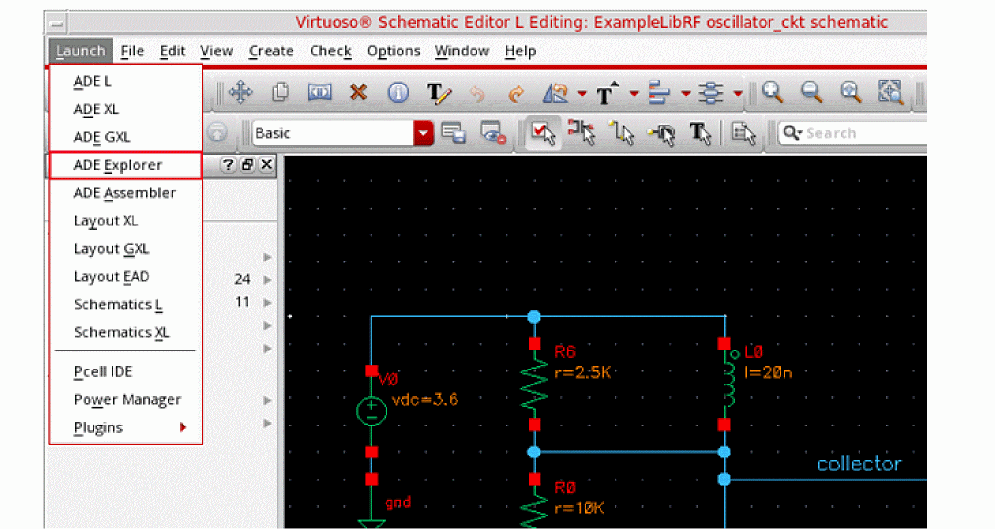 Virtuoso® Schematic Editor L Editing: ExampleLibRF oscillator_ckt schematic
Launch File Edit View Create Check Options Window Help
ADE L
ADE XL
ADE GXL
Basic
Search
ADE Explorer
ADE Assembler
Layout XL
Layout GXL
Layout EAD
24
Schematics L
11
Schematics XL
Pcell IDE
Power Manager
Plugins
R6
r=2.5K
L0
l=20n
V0
vdc=3.6
collector
R0
r=10K
gnd